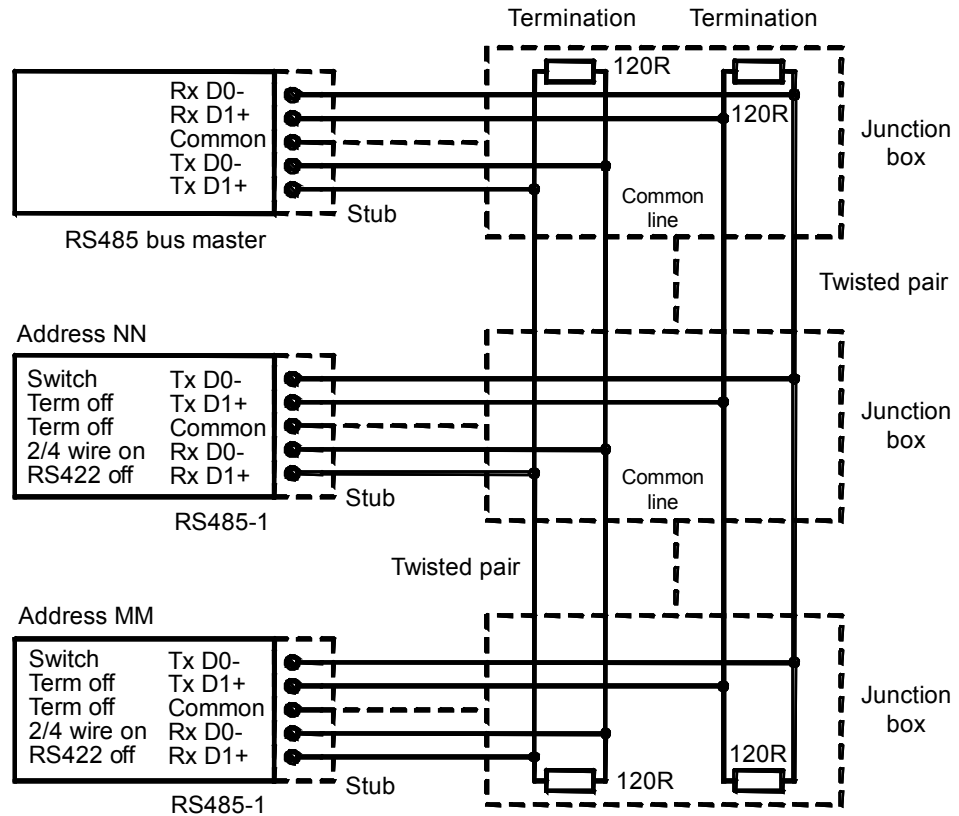 Termination
Termination
120R
120R
Rx D0-
Rx D1+
Common
Tx D0-
Tx D1+
Junction
box
Common
line
Stub
RS485 bus master
Twisted pair
Address NN
Switch
Tx D0-
Term off
Tx D1+
Term off
Common
2/4 wire on
Rx D0-
RS422 off
Rx D1+
Junction
box
Common
line
Stub
RS485-1
Twisted pair
Address MM
Switch
Tx D0-
Term off
Tx D1+
Term off
Common
2/4 wire on
Rx D0-
RS422 off
Rx D1+
Junction
box
120R
120R
Stub
RS485-1